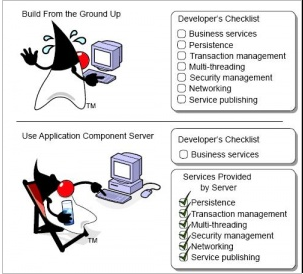 Build From the Ground Up
TM
Developer's Checklist
Business services
Persistence
Transaction management
Multi-threading
Security management
Networking
Service publishing
Use Application Component Server
TM
Developer's Checklist
Business services
Services Provided
by Server
Persistence
Transaction management
Multi-threading
Security management
Networking
Service publishing